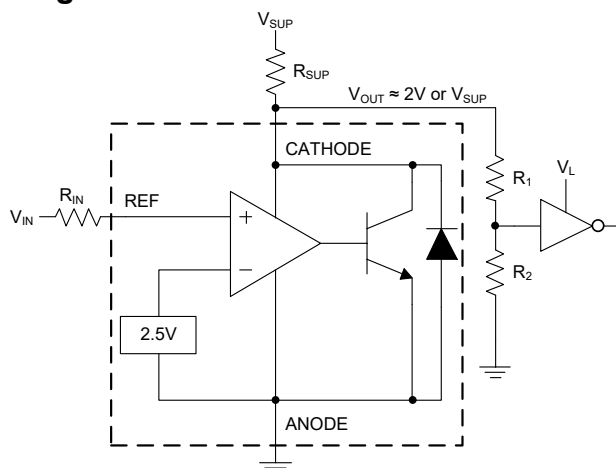 g
V_SUP
R_SUP
V_OUT ≈ 2V or V_SUP
CATHODE
R_IN
REF
V_IN
+
−
R_1
V_L
R_2
2.5V
ANODE